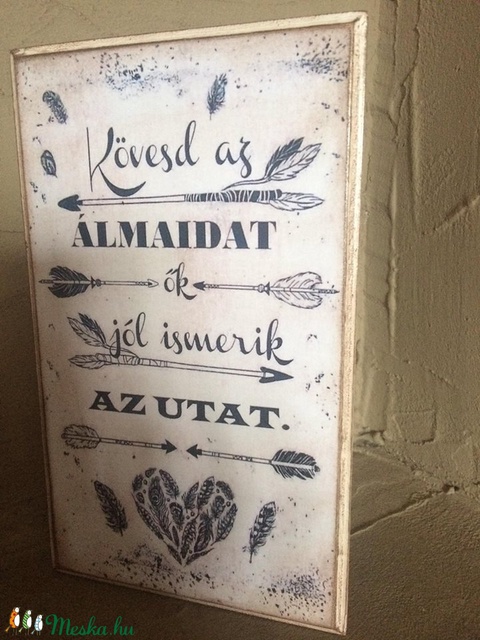 Kövesd az
ÁLMAIDAT
ők
jól ismerik
AZ UTAT.
Meska.hu